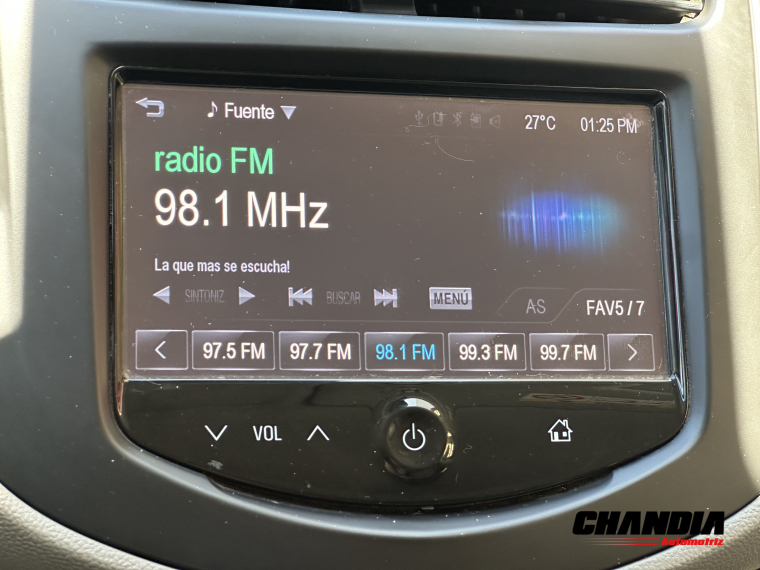 Fuente
27°C 01:25 PM
radio FM
98.1 MHz
La que mas se escucha!
SINTONIZ BUSCAR MENÚ
AS FAV5 / 7
97.5 FM 97.7 FM 98.1 FM 99.3 FM 99.7 FM
VOL
CHANDIA
Automotriz